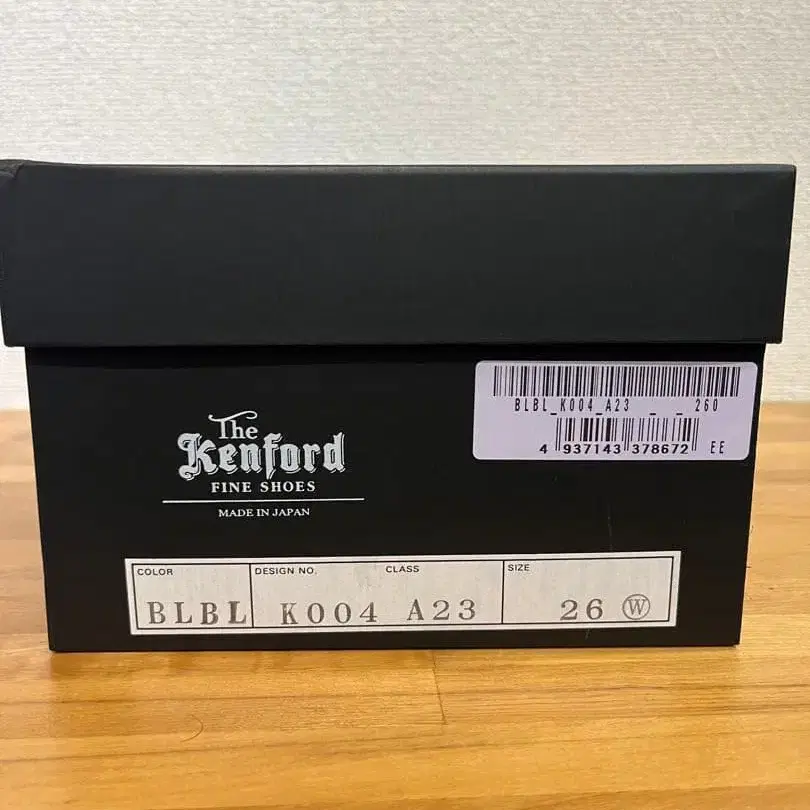 BLBL_K004_A23 _ _ 260
4 937143 378672 EE
The
Kenford
FINE SHOES
MADE IN JAPAN
COLOR DESIGN NO. CLASS SIZE
BLBL K004 A23 26 Ⓦ